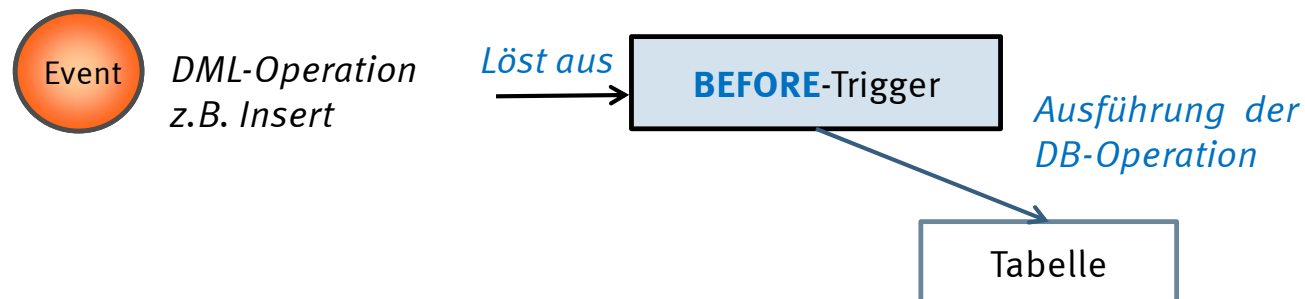 Event
DML-Operation
z.B. Insert
Löst aus
BEFORE-Trigger
Ausführung der
DB-Operation
Tabelle